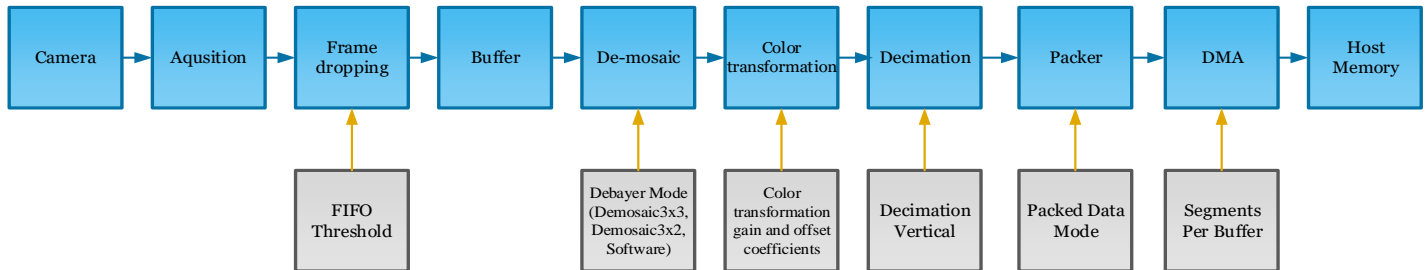 Camera
Aqusition
Frame
dropping
Buffer
De-mosaic
Color
transformation
Decimation
Packer
DMA
Host
Memory
FIFO
Threshold
Debayer Mode
(Demosaic3x3,
Demosaic3x2,
Software)
Color
transformation
gain and offset
coefficients
Decimation
Vertical
Packed Data
Mode
Segments
Per Buffer